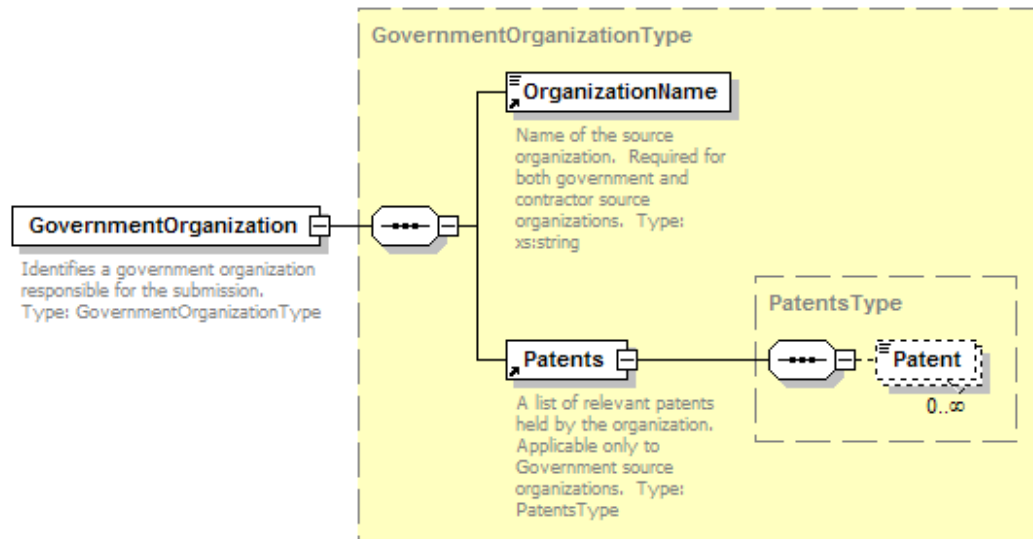 GovernmentOrganizationType
OrganizationName
Name of the source
organization.  Required for
both government and
contractor source
organizations.  Type:
xs:string
GovernmentOrganization
Identifies a government organization
responsible for the submission.
Type: GovernmentOrganizationType
PatentsType
Patents
Patent
0..∞
A list of relevant patents
held by the organization.
Applicable only to
Government source
organizations.  Type:
PatentsType